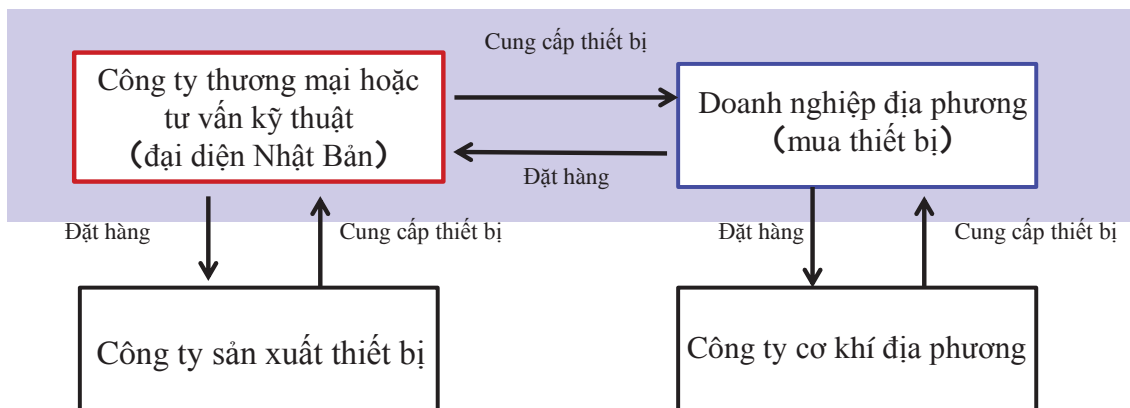 Cung cấp thiết bị
Công ty thương mại hoặc
tư vấn kỹ thuật
（đại diện Nhật Bản）
Doanh nghiệp địa phương
（mua thiết bị）
Đặt hàng
Đặt hàng
Cung cấp thiết bị
Đặt hàng
Cung cấp thiết bị
Công ty sản xuất thiết bị
Công ty cơ khí địa phương